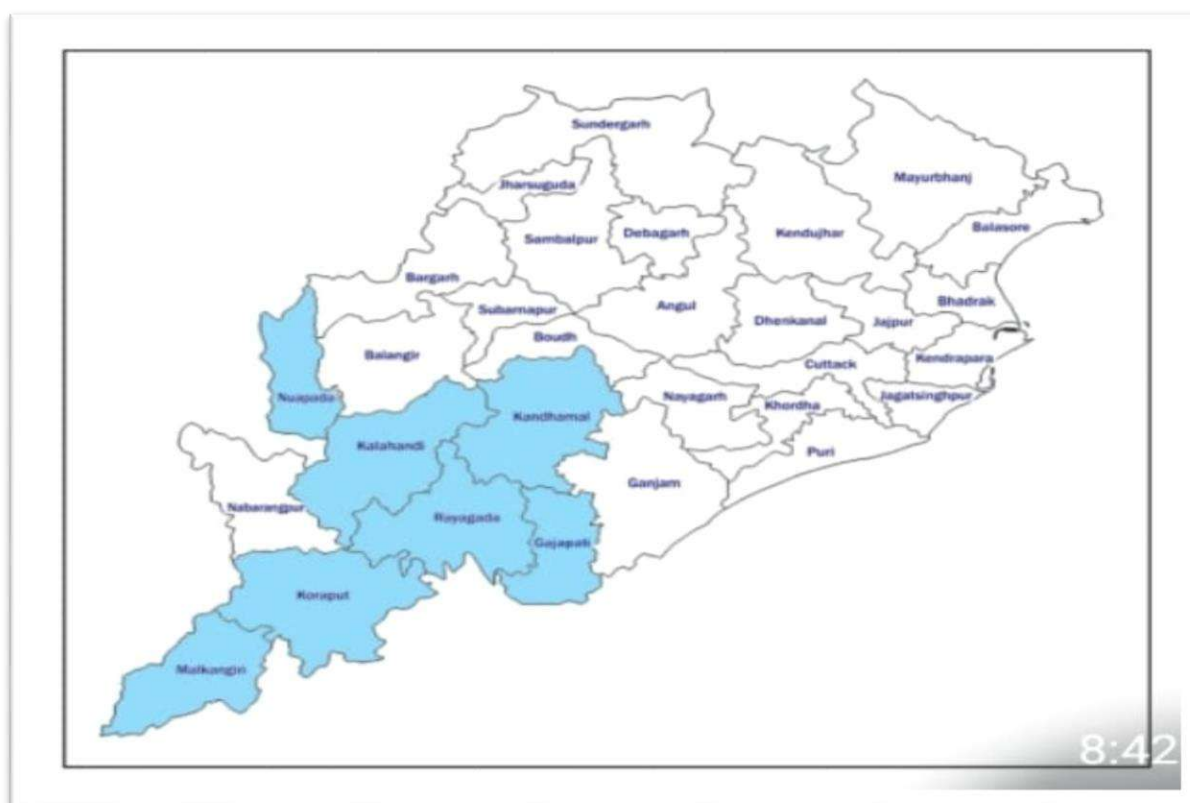 Sundergarh
Mayurbhanj
Jharsuguda
Balasore
Debagarh
Kendujhar
Sambalpur
Bargarh
Bhadrak
Angul
Subarnapur
Dhenkanal
Jajpur
Boudh
Balangir
Kendrapara
Cuttack
Jagatsinghpur
Nayagarh
Nuapada
Khordha
Kandhamal
Kalahandi
Puri
Ganjam
Nabarangpur
Rayagada
Gajapati
Koraput
Malkangiri
8:42